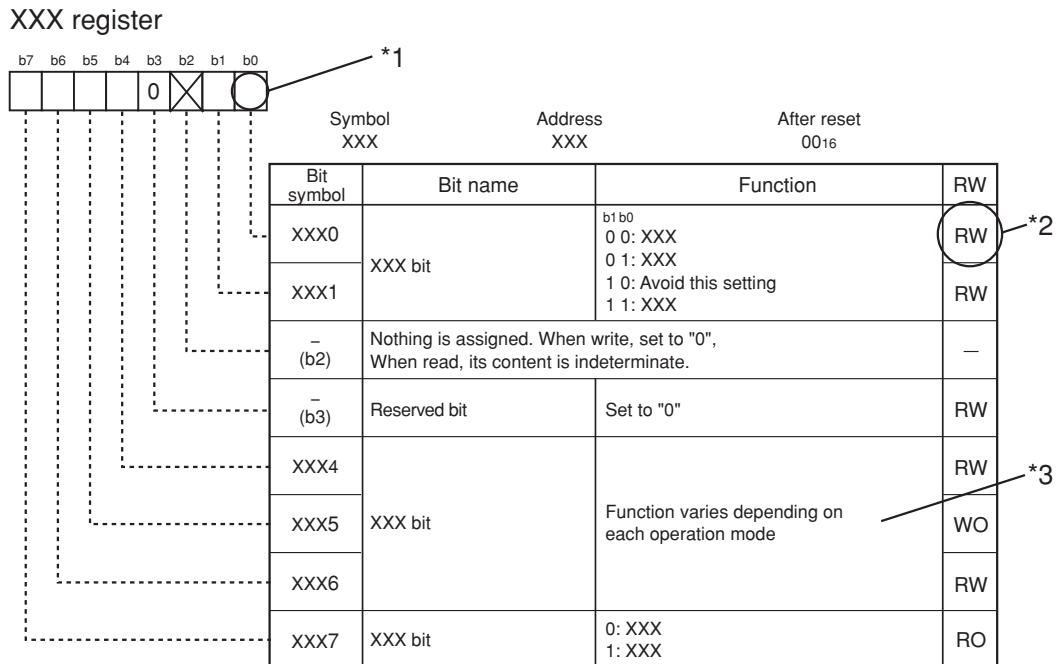 XXX register
b7 b6 b5 b4 b3 b2 b1 b0
*1
0
Symbol Address After reset
XXX XXX 0016
Bit symbol Bit name Function RW
XXX0 XXX bit b1 b0
0 0: XXX
0 1: XXX
1 0: Avoid this setting
1 1: XXX
RW
*2
XXX1 RW
– (b2) Nothing is assigned. When write, set to "0",
When read, its content is indeterminate.
–
– (b3) Reserved bit Set to "0" RW
XXX4 RW
*3
XXX5 XXX bit Function varies depending on
each operation mode
WO
XXX6 RW
XXX7 XXX bit 0: XXX
1: XXX
RO